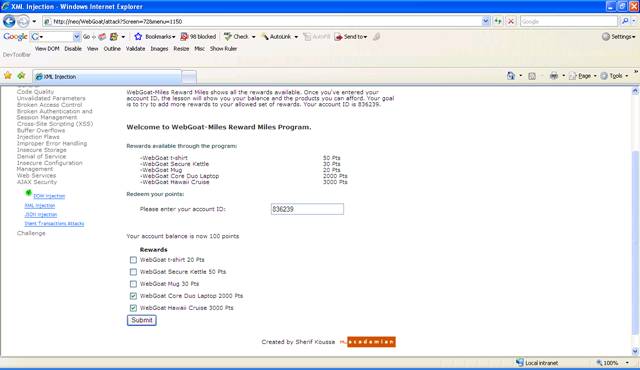 XML Injection - Windows Internet Explorer
http://neo/WebGoat/attack?Screen=72&menu=1150
Google
Google
Go
Bookmarks
98 blocked
Check
AutoLink
AutoFill
Send to
Settings
View DOM Disable View Outline Validate Images Resize Misc Show Ruler
DevToolBar
XML Injection
Page
Tools
General
Code Quality
Unvalidated Parameters
Broken Access Control
Broken Authentication and
Session Management
Cross-Site Scripting (XSS)
Buffer Overflows
Injection Flaws
Improper Error Handling
Insecure Storage
Denial of Service
Insecure Configuration
Management
Web Services
AJAX Security
DOM Injection
XML Injection
JSON Injection
Silent Transactions Attacks
Challenge
WebGoat-Miles Reward Miles shows all the rewards available. Once you've entered your
account ID, the lesson will show you your balance and the products you can afford. Your goal
is to try to add more rewards to your allowed set of rewards. Your account ID is 836239.
Welcome to WebGoat-Miles Reward Miles Program.
Rewards available through the program:
-WebGoat t-shirt 50 Pts
-WebGoat Secure Kettle 30 Pts
-WebGoat Mug 20 Pts
-WebGoat Core Duo Laptop 2000 Pts
-WebGoat Hawaii Cruise 3000 Pts
Redeem your points:
Please enter your account ID: 836239
Your account balance is now 100 points
Rewards
WebGoat t-shirt 20 Pts
WebGoat Secure Kettle 50 Pts
WebGoat Mug 30 Pts
WebGoat Core Duo Laptop 2000 Pts
WebGoat Hawaii Cruise 3000 Pts
Submit
Created by Sherif Koussa macadamian
Local intranet
100%